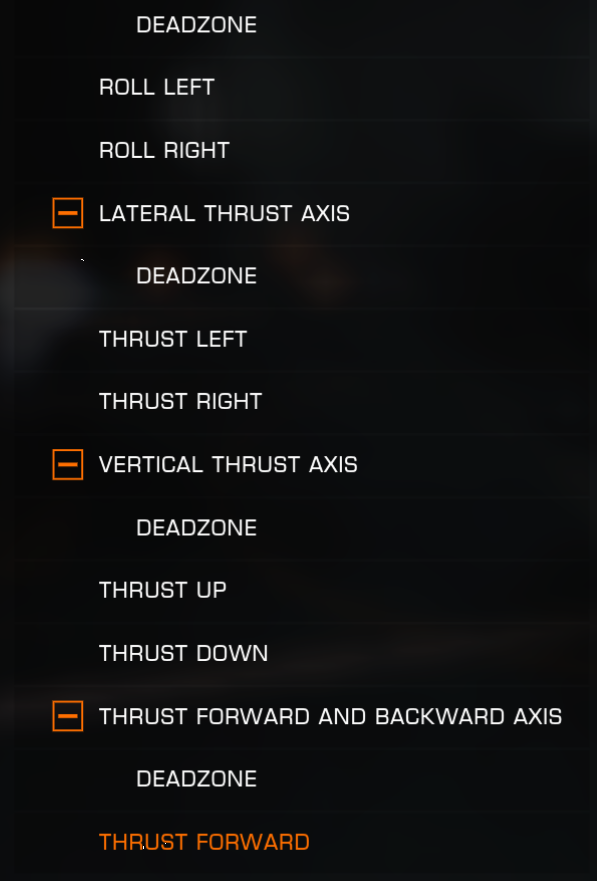 DEADZONE
ROLL LEFT
ROLL RIGHT
LATERAL THRUST AXIS
DEADZONE
THRUST LEFT
THRUST RIGHT
VERTICAL THRUST AXIS
DEADZONE
THRUST UP
THRUST DOWN
THRUST FORWARD AND BACKWARD AXIS
DEADZONE
THRUST FORWARD